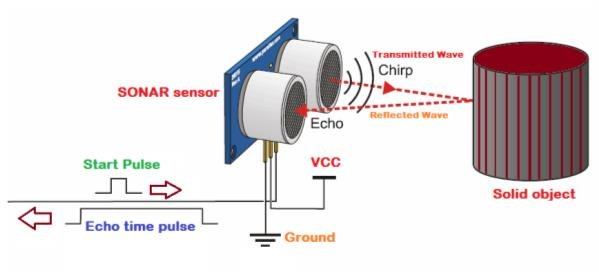 Transmitted Wave
Chirp
SONAR sensor
Reflected Wave
Echo
Start Pulse
VCC
Solid object
Echo time pulse
Ground